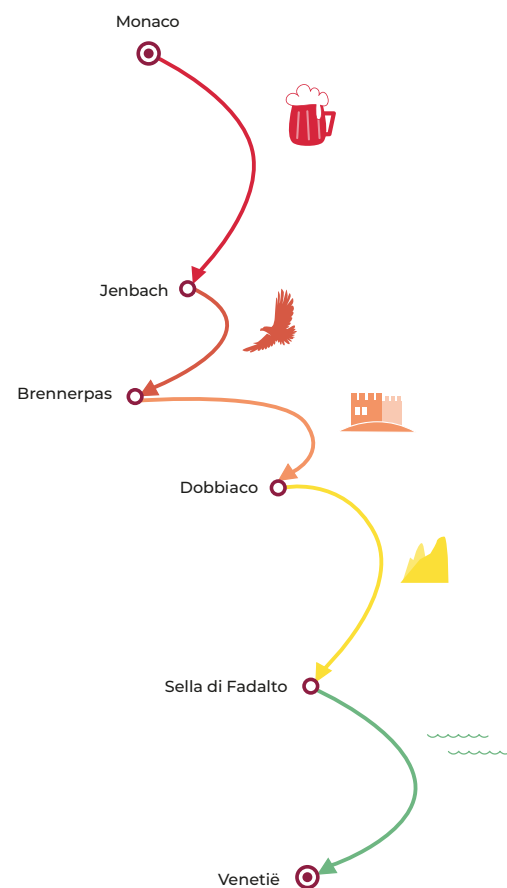 Monaco
Jenbach
Brennerpas
Dobbiaco
Sella di Fadalto
Venetië